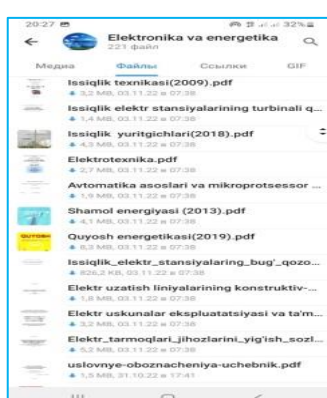 20:27 32%
Elektronika va energetika
221 файл
Медиа Файлы Ссылки GIF
Issiqlik texnikasi(2009).pdf
3,2 MB, 03.11.22 в 07:38
Issiqlik elektr stansiyalarining turbinali q...
1,4 MB, 03.11.22 в 07:38
Issiqlik yuritgichlari(2018).pdf
4,3 MB, 03.11.22 в 07:38
Elektrotexnika.pdf
2,7 MB, 03.11.22 в 07:38
Avtomatika asoslari va mikroprotsessor ...
1,9 MB, 03.11.22 в 07:38
Shamol energiyasi (2013).pdf
4,1 MB, 03.11.22 в 07:38
QUYOSH
Quyosh energetikasi(2019).pdf
8,3 MB, 03.11.22 в 07:38
Issiqlik_elektr_stansiyalaring_bug'_qozo...
826,2 KB, 03.11.22 в 07:38
Elektr uzatish liniyalarining konstruktiv-...
1,8 MB, 03.11.22 в 07:38
Elektr uskunalar ekspluatatsiyasi va ta'm...
3,2 MB, 03.11.22 в 07:38
Elektr_tarmoqlari_jihozlarini_yig'ish_sozl...
5,2 MB, 03.11.22 в 07:38
uslovnye-oboznacheniya-uchebnik.pdf
1,5 MB, 31.10.22 в 17:41